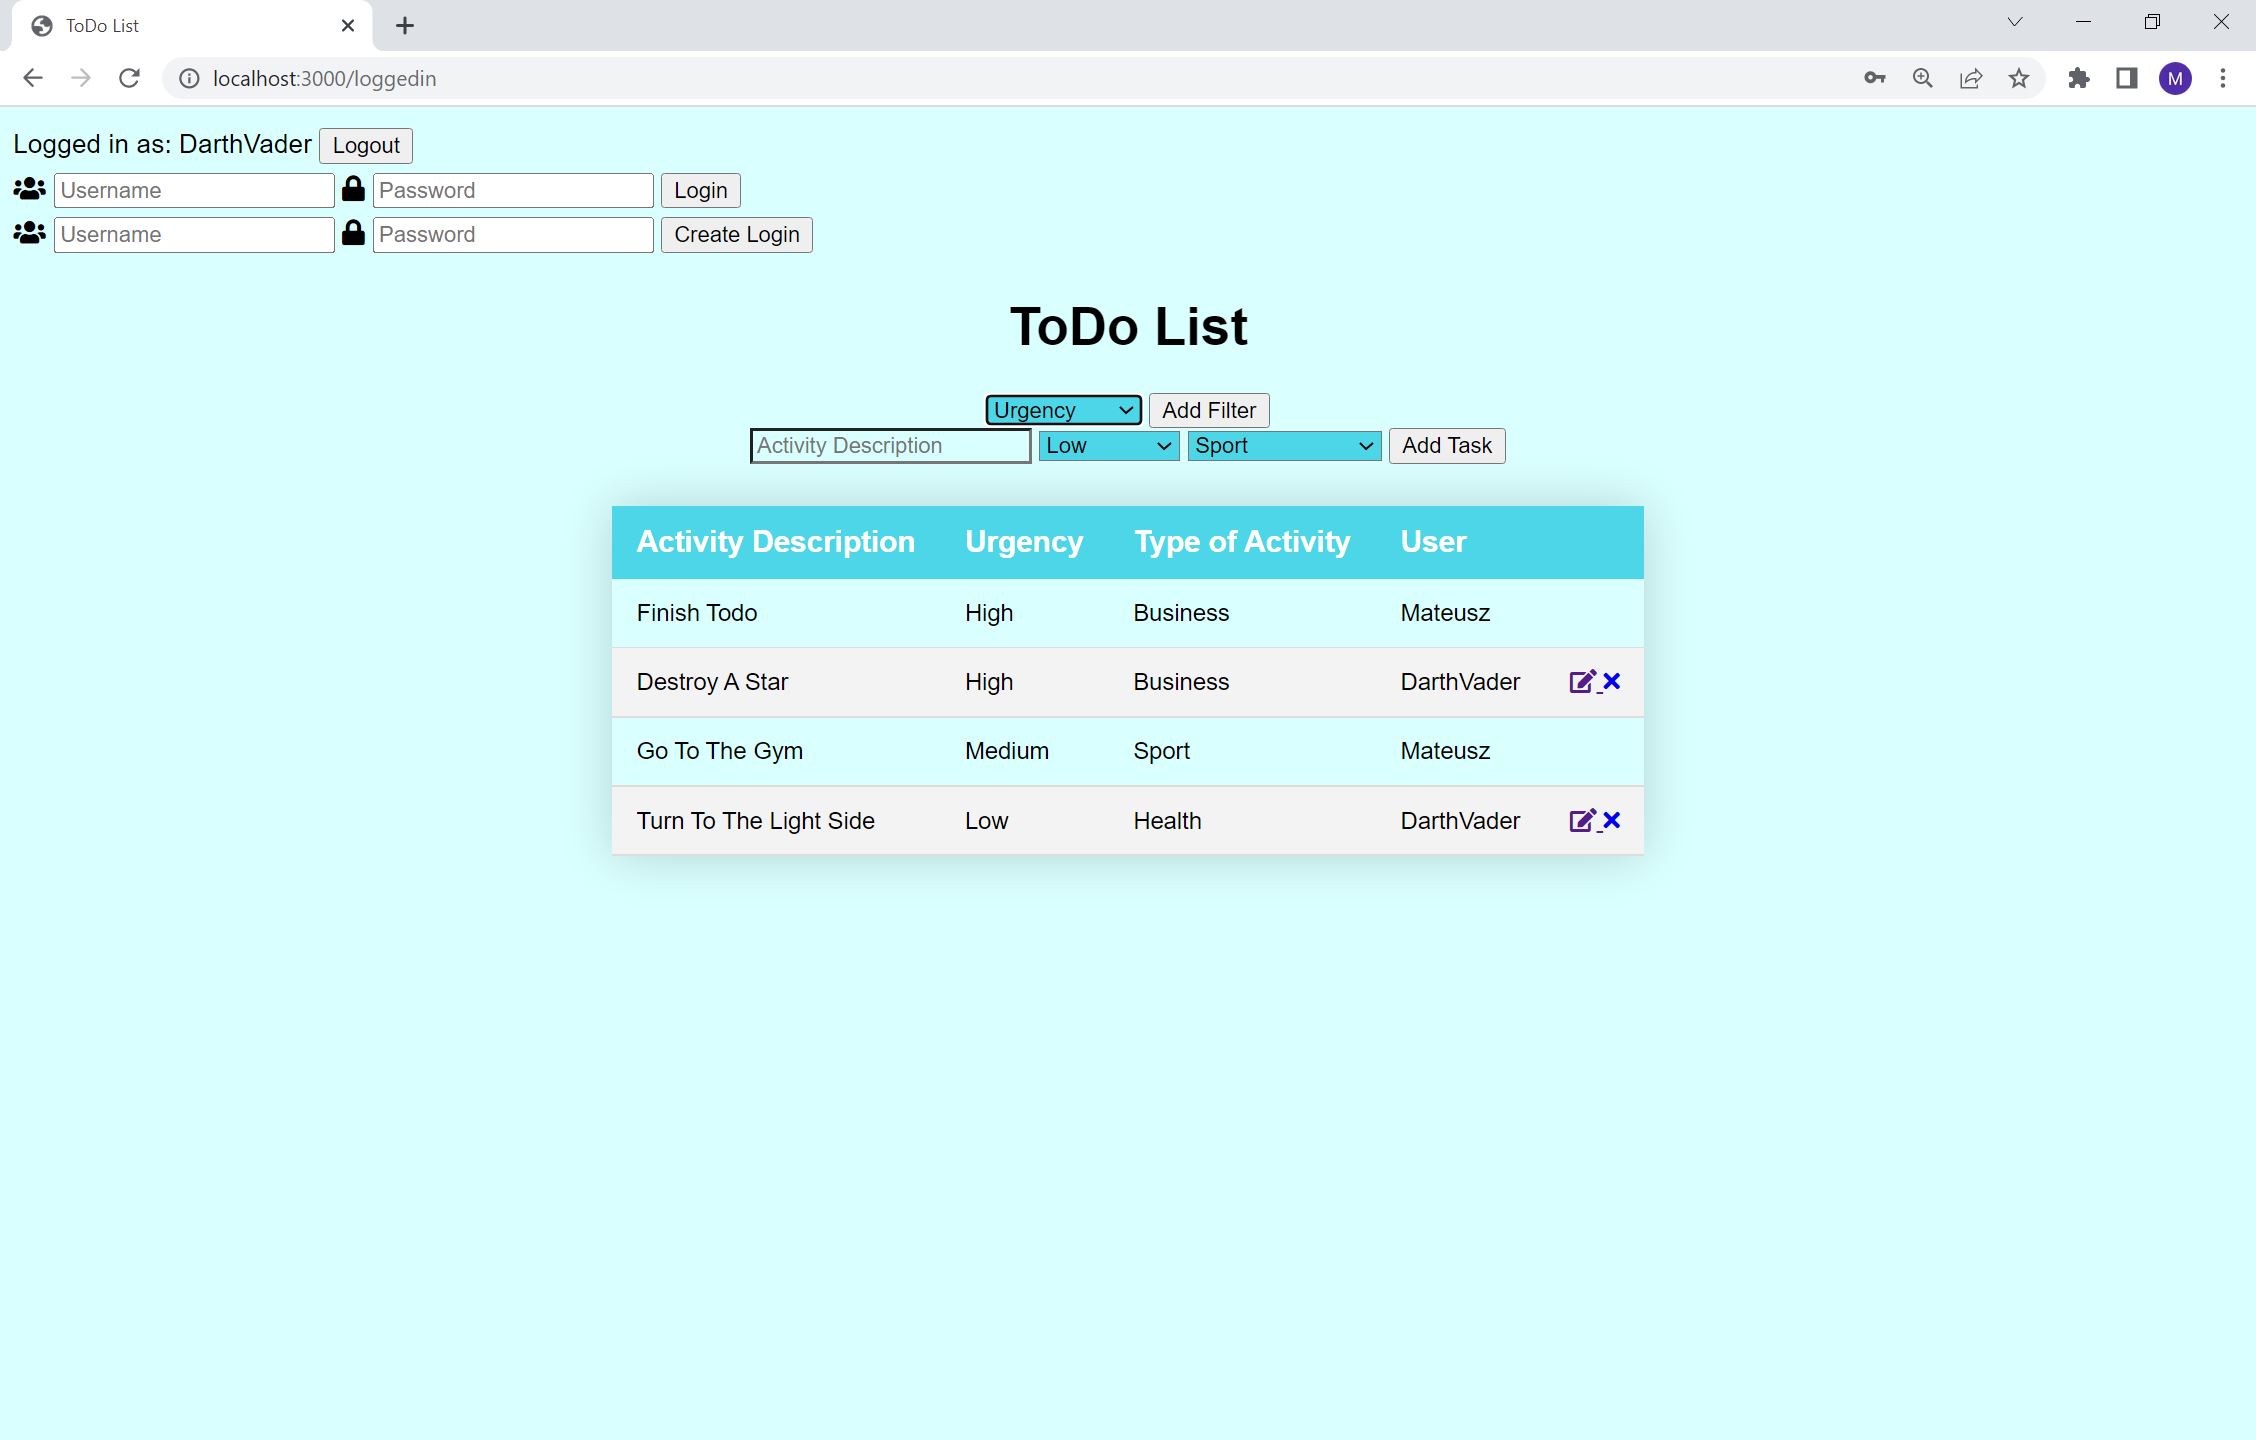 ToDo List
localhost:3000/loggedin
M
Logged in as: DarthVader Logout
Username Password Login
Username Password Create Login
ToDo List
Urgency Add Filter
Activity Description Low Sport Add Task
Activity Description Urgency Type of Activity User
Finish Todo High Business Mateusz
Destroy A Star High Business DarthVader
Go To The Gym Medium Sport Mateusz
Turn To The Light Side Low Health DarthVader